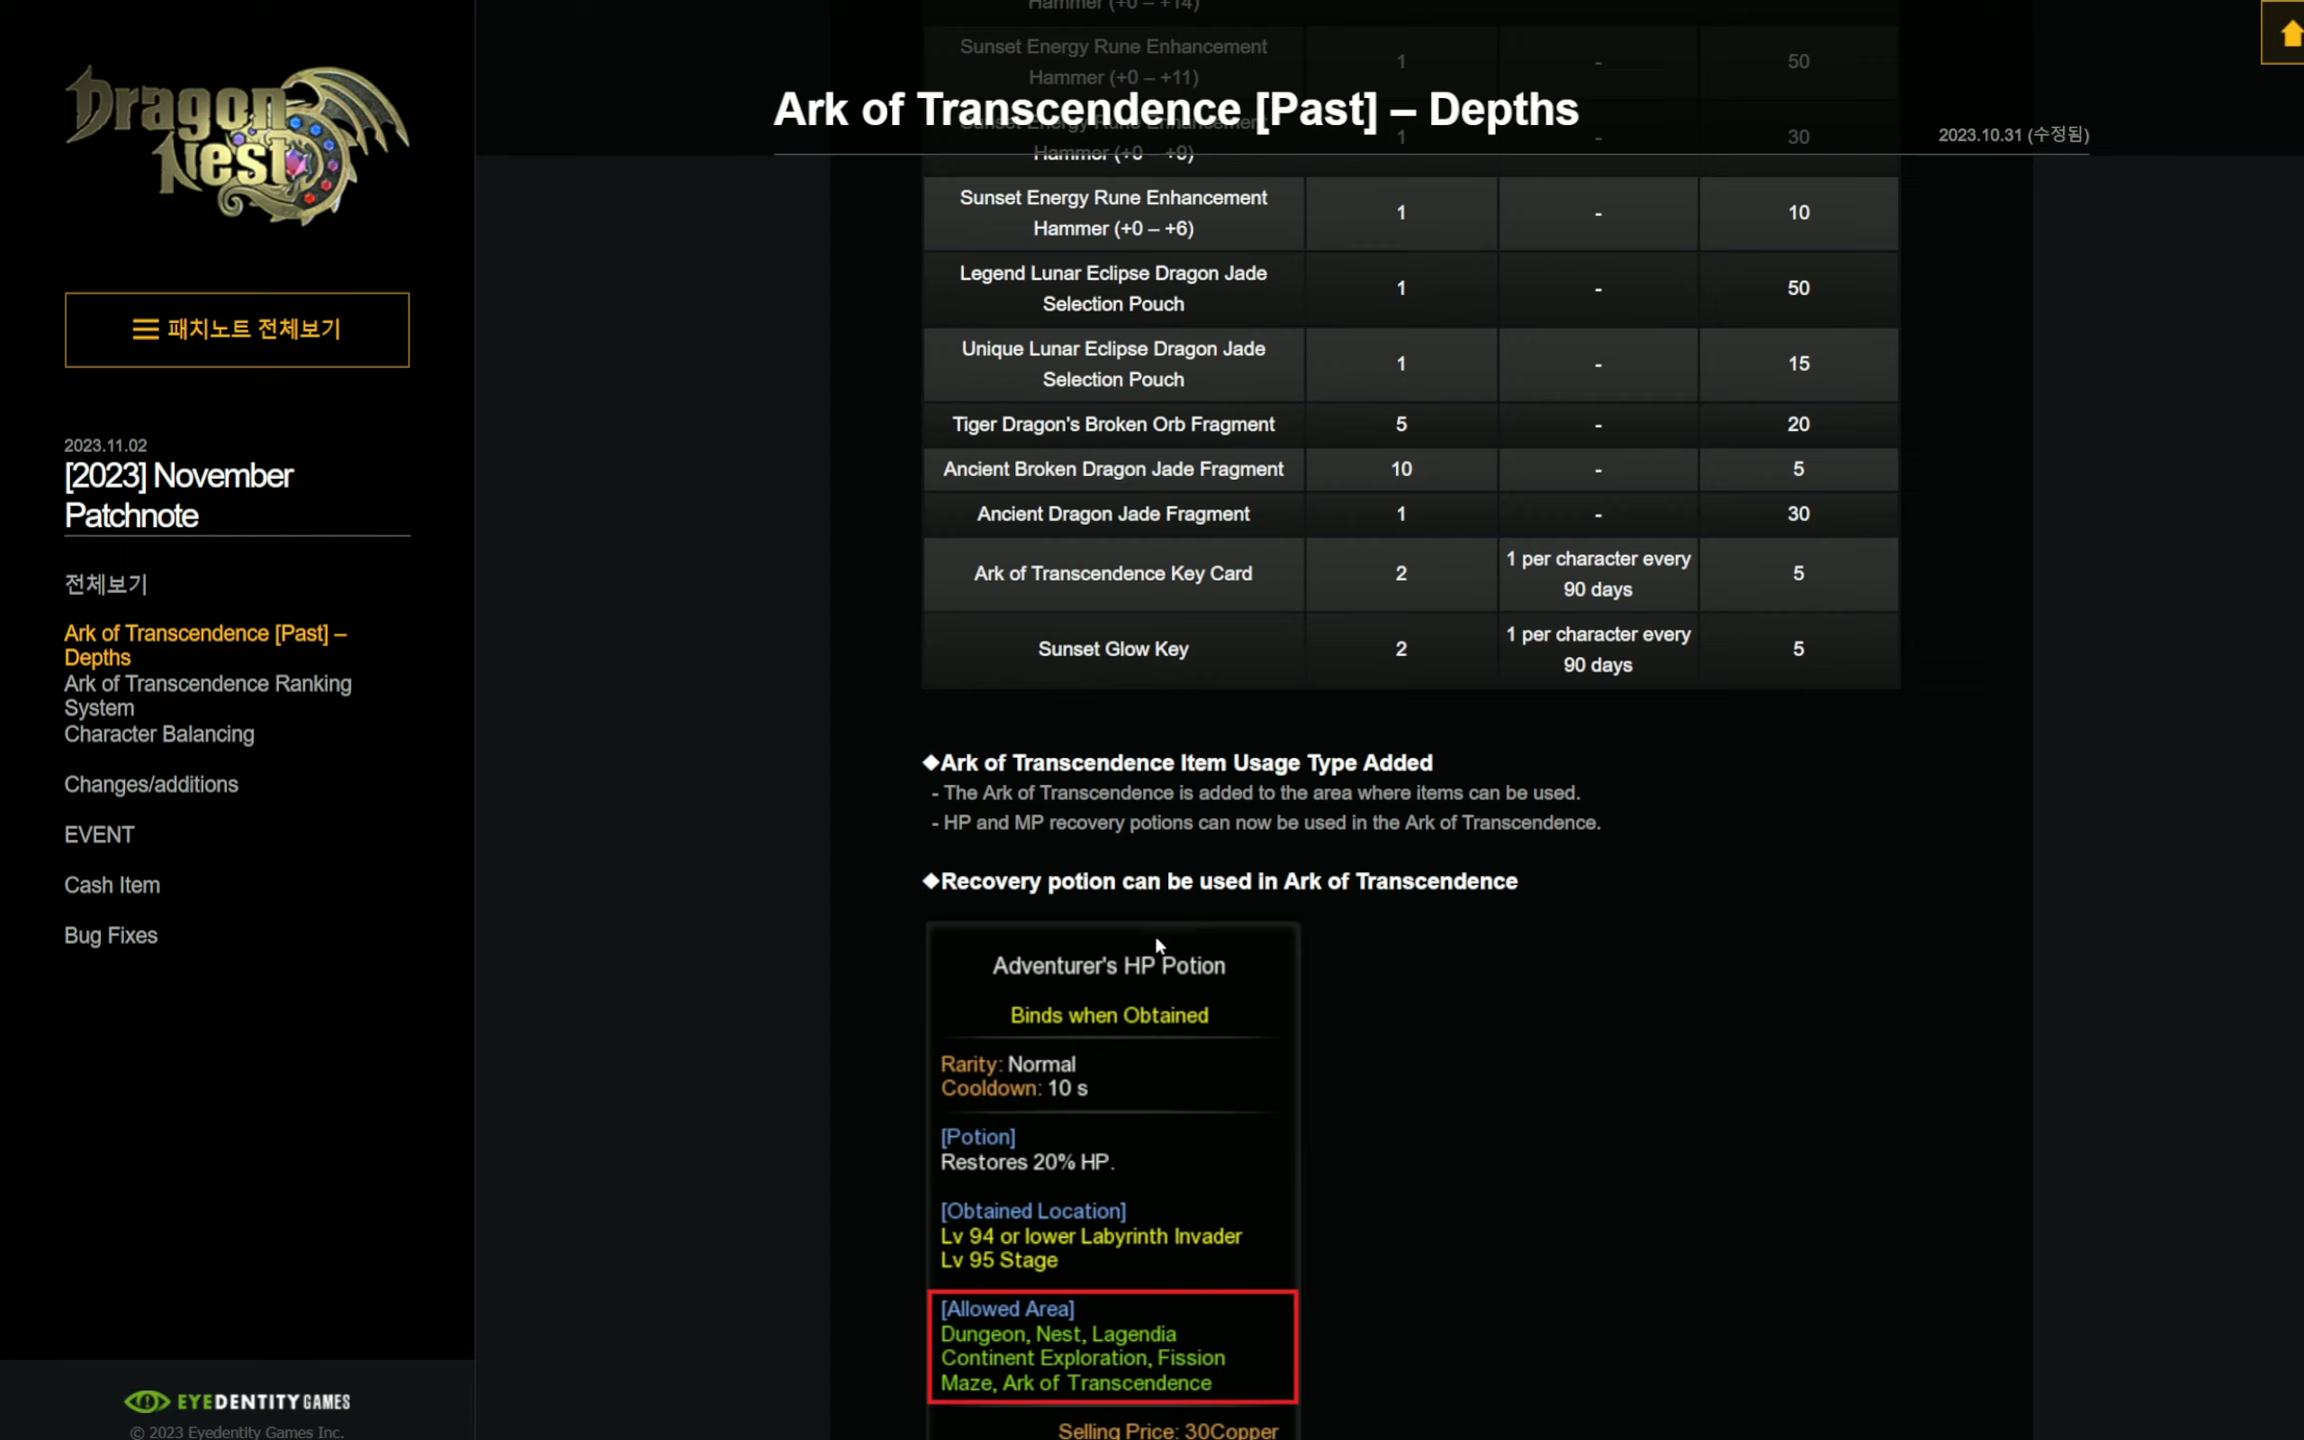 Dragon
Nest
패치노트 전체보기
2023.11.02
[2023] November
Patchnote
전체보기
Ark of Transcendence [Past] –
Depths
Ark of Transcendence Ranking
System
Character Balancing
Changes/additions
EVENT
Cash Item
Bug Fixes
EYEDENTITY GAMES
© 2023 Eyedentity Games Inc.
Hammer (+0 – +14)
Sunset Energy Rune Enhancement
Hammer (+0 – +11)
1 - 50
Ark of Transcendence [Past] – Depths
2023.10.31 (수정됨)
Sunset Energy Rune Enhancement
Hammer (+0 – +9)
1 - 30
Sunset Energy Rune Enhancement
Hammer (+0 – +6)
1 - 10
Legend Lunar Eclipse Dragon Jade
Selection Pouch
1 - 50
Unique Lunar Eclipse Dragon Jade
Selection Pouch
1 - 15
Tiger Dragon's Broken Orb Fragment 5 - 20
Ancient Broken Dragon Jade Fragment 10 - 5
Ancient Dragon Jade Fragment 1 - 30
Ark of Transcendence Key Card 2
1 per character every
90 days
5
Sunset Glow Key 2
1 per character every
90 days
5
◆Ark of Transcendence Item Usage Type Added
- The Ark of Transcendence is added to the area where items can be used.
- HP and MP recovery potions can now be used in the Ark of Transcendence.
◆Recovery potion can be used in Ark of Transcendence
Adventurer's HP Potion
Binds when Obtained
Rarity: Normal
Cooldown: 10 s
[Potion]
Restores 20% HP.
[Obtained Location]
Lv 94 or lower Labyrinth Invader
Lv 95 Stage
[Allowed Area]
Dungeon, Nest, Lagendia
Continent Exploration, Fission
Maze, Ark of Transcendence
Selling Price: 30Copper